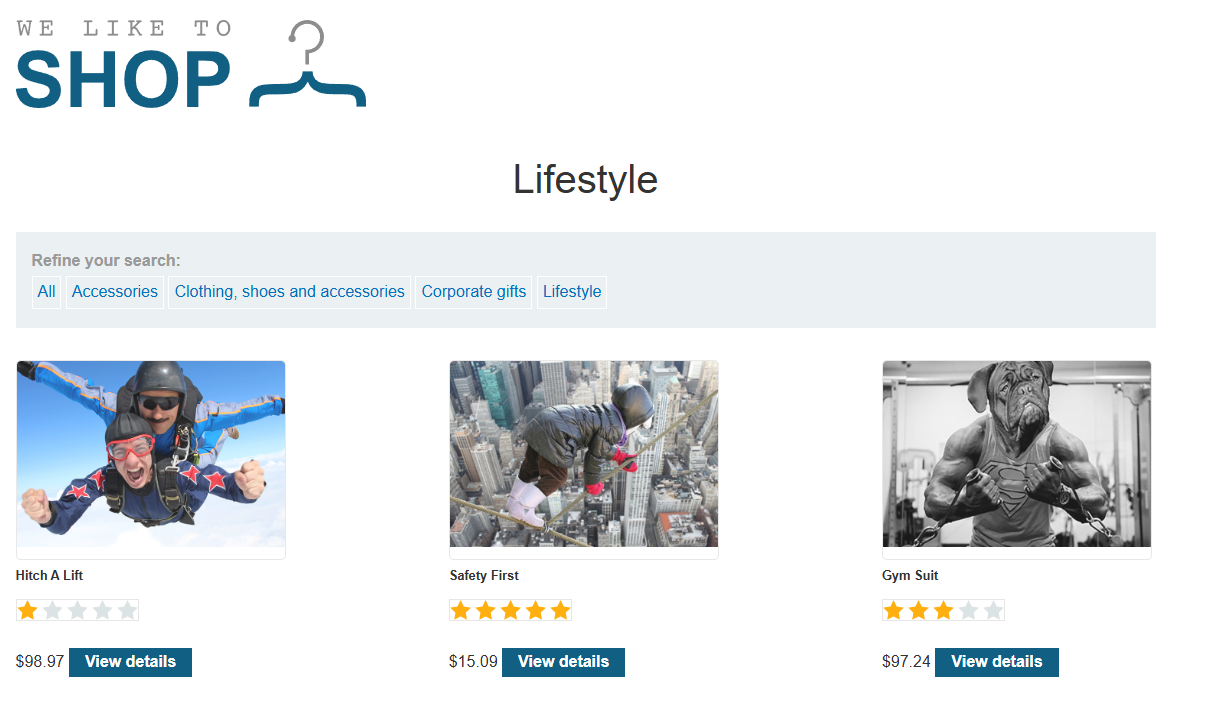 WE LIKE TO
SHOP
Lifestyle
Refine your search:
All Accessories Clothing, shoes and accessories Corporate gifts Lifestyle
Hitch A Lift Safety First Gym Suit
$98.97 View details $15.09 View details $97.24 View details